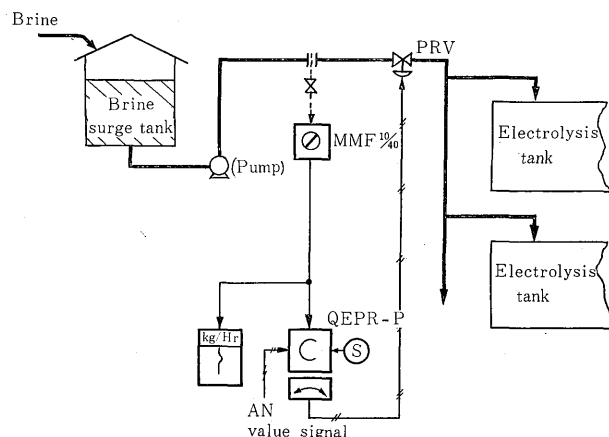 Brine
PRV
Brine
surge tank
(Pump)
MMF 10/40
Electrolysis
tank
Electrolysis
tank
QEPR-P
kg/Hr
C
S
AN
value signal